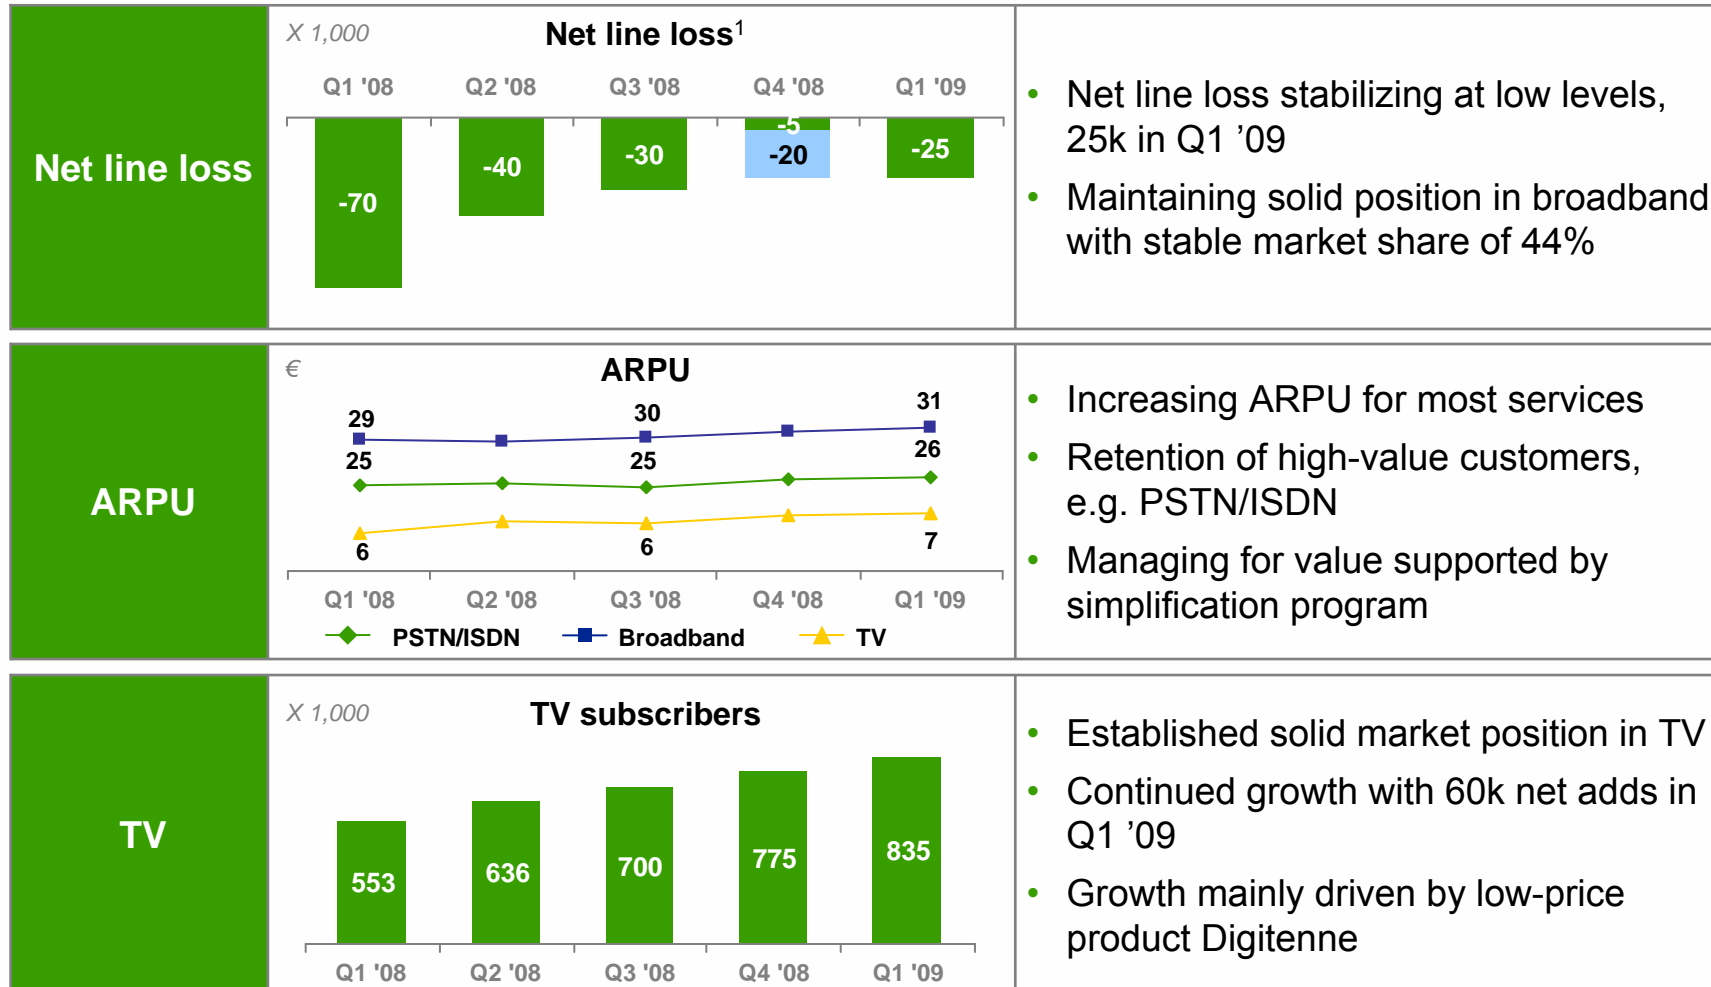 Net line loss
X 1,000
Net line loss¹
Q1 '08 Q2 '08 Q3 '08 Q4 '08 Q1 '09
-70 -40 -30 -5 -20 -25
• Net line loss stabilizing at low levels,
25k in Q1 ’09
• Maintaining solid position in broadband
with stable market share of 44%
ARPU
€
ARPU
29 30 31
25 25 26
6 6 7
Q1 '08 Q2 '08 Q3 '08 Q4 '08 Q1 '09
PSTN/ISDN Broadband TV
• Increasing ARPU for most services
• Retention of high-value customers,
e.g. PSTN/ISDN
• Managing for value supported by
simplification program
TV
X 1,000
TV subscribers
553 636 700 775 835
Q1 '08 Q2 '08 Q3 '08 Q4 '08 Q1 '09
• Established solid market position in TV
• Continued growth with 60k net adds in
Q1 ’09
• Growth mainly driven by low-price
product Digitenne